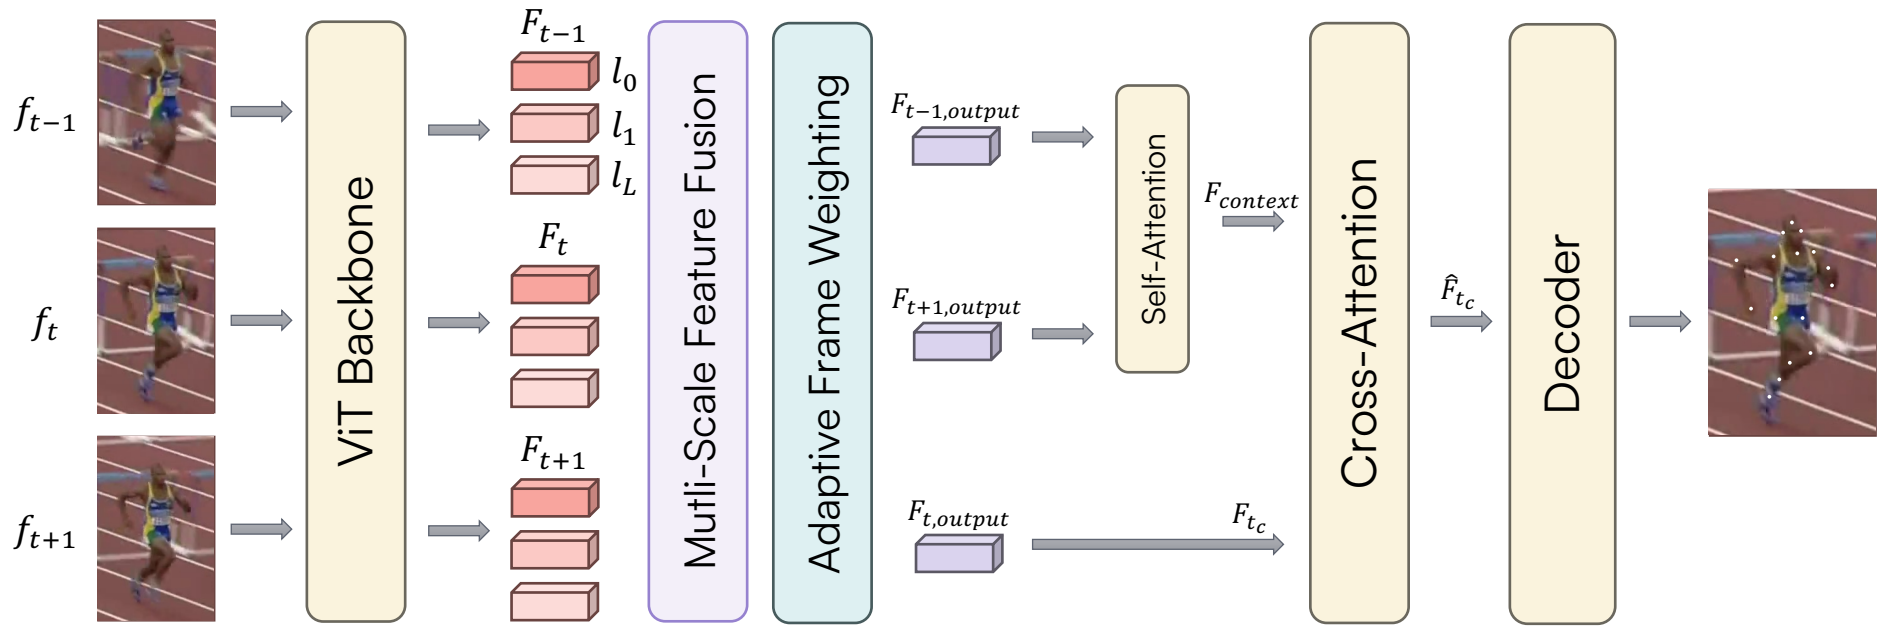 f_{t-1}
f_t
f_{t+1}
ViT Backbone
F_{t-1}
l_0
l_1
l_L
F_t
F_{t+1}
Mutli-Scale Feature Fusion
Adaptive Frame Weighting
F_{t-1,output}
F_{t+1,output}
F_{t,output}
Self-Attention
F_{context}
F_{t_c}
Cross-Attention
\hat{F}_{t_c}
Decoder